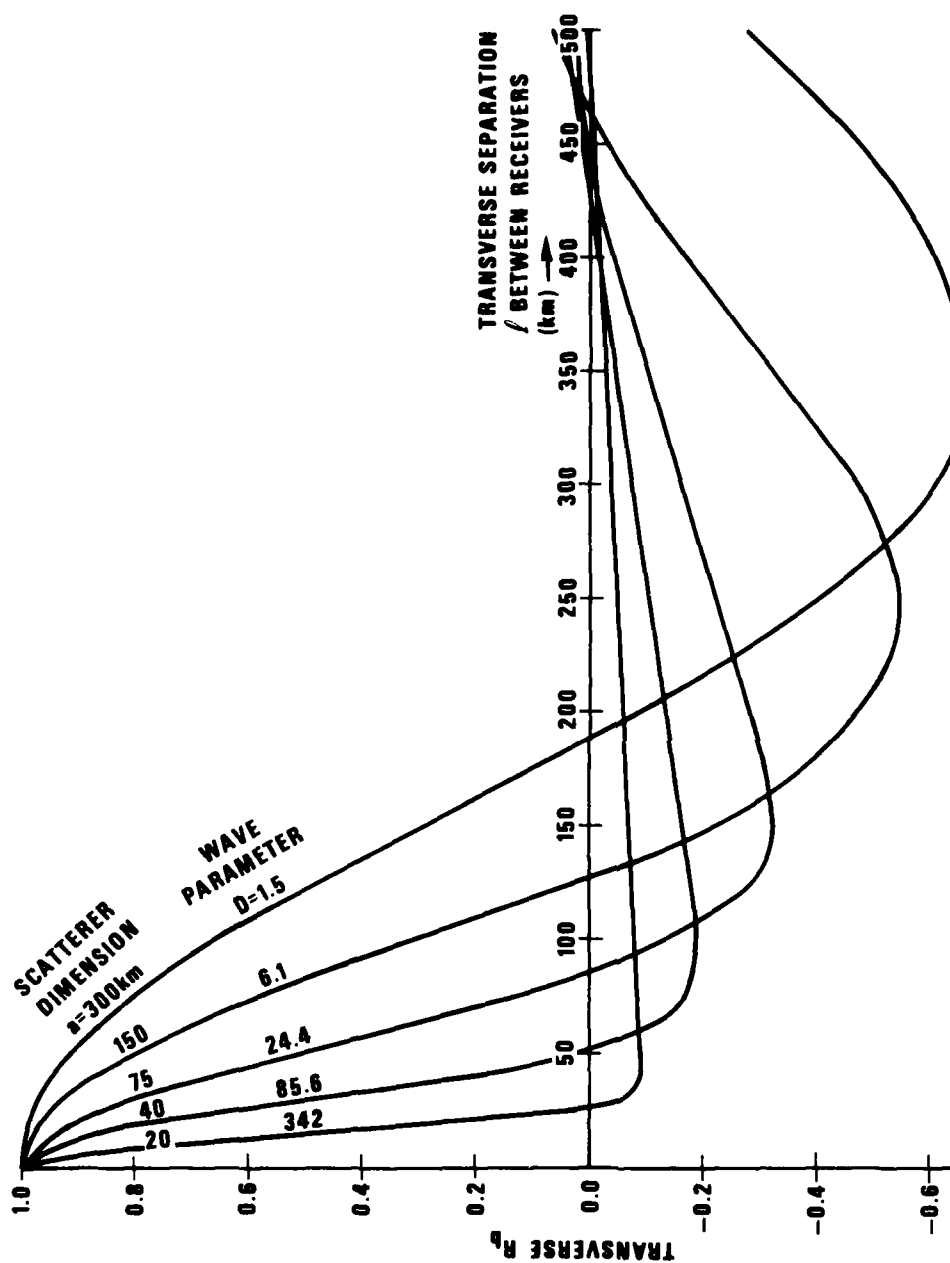 TRANSVERSE SEPARATION
ℓ BETWEEN RECEIVERS
(km)
SCATTERER
DIMENSION
a=300km
150
75
40
20
WAVE
PARAMETER
D=1.5
6.1
24.4
85.6
342
TRANSVERSE R_b
1.0
0.8
0.6
0.4
0.2
0.0
-0.2
-0.4
-0.6
50
100
150
200
250
300
350
400
450
500